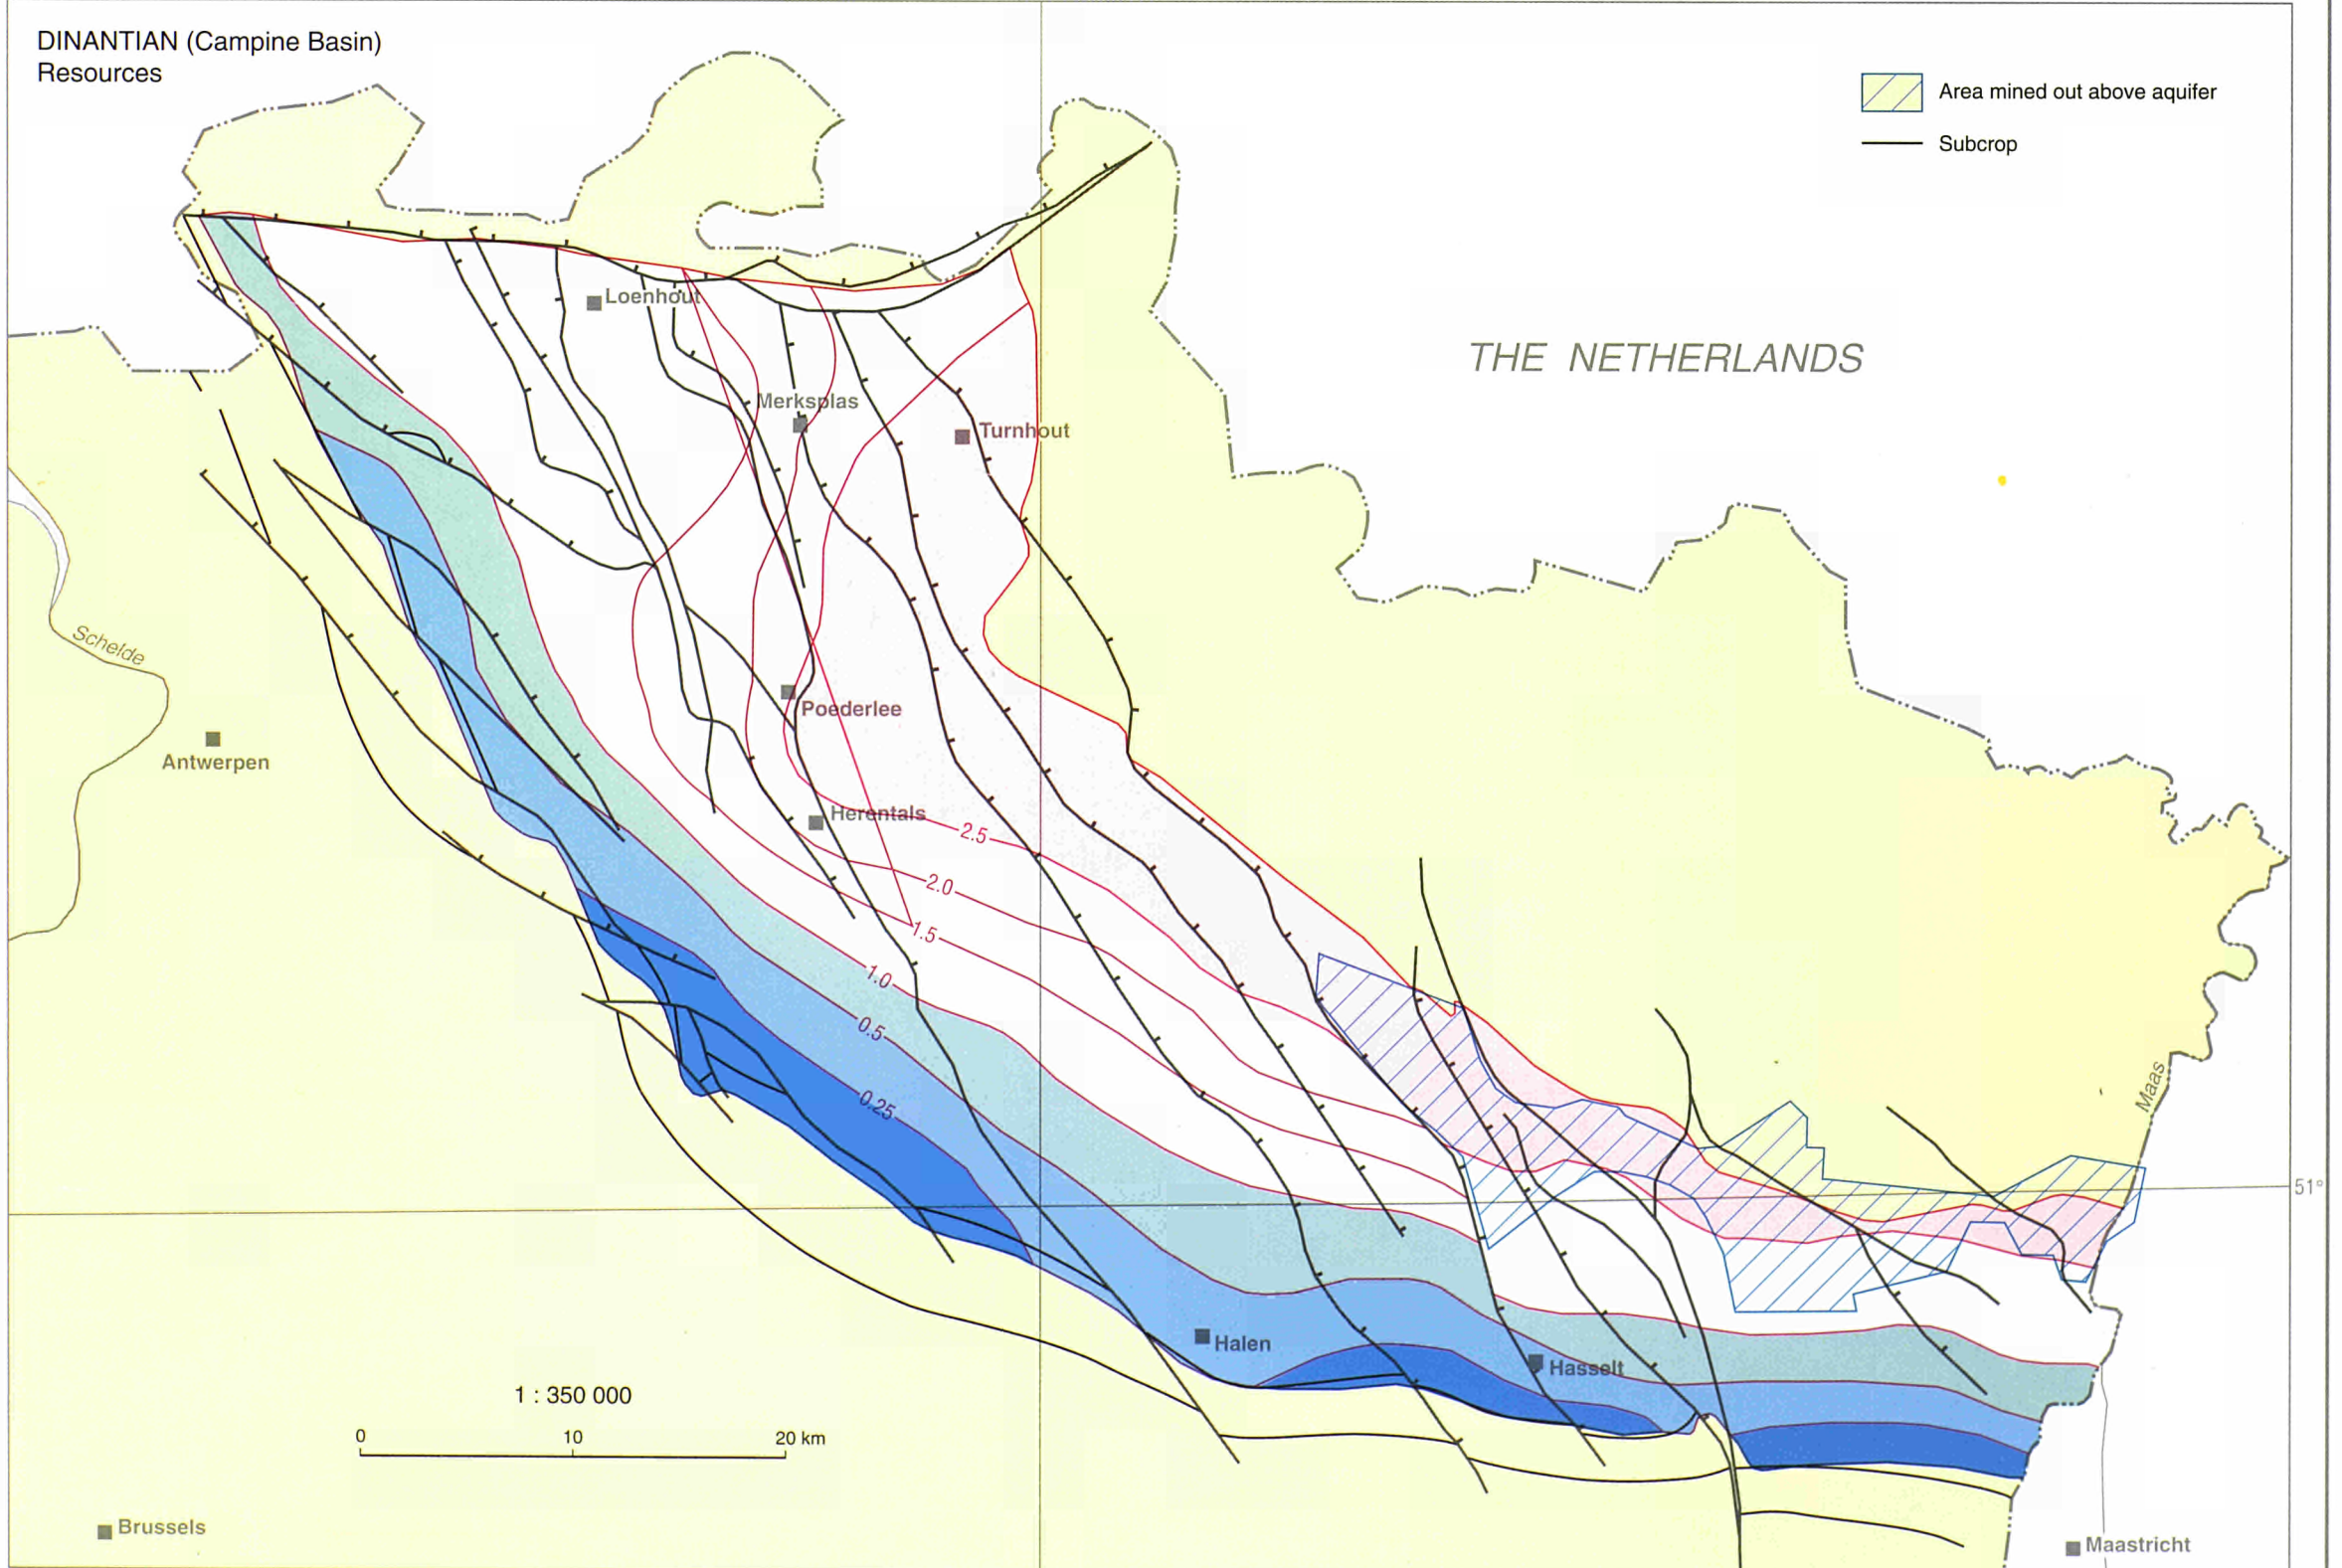 DINANTIAN (Campine Basin)
Resources
Area mined out above aquifer
Subcrop
Loenhout
THE NETHERLANDS
Merksplas
Turnhout
Schelde
Poederlee
Antwerpen
Herentals
2.5
2.0
1.5
1.0
0.5
0.25
Maas
51°
Halen
Hasselt
1 : 350 000
0 10 20 km
Brussels
Maastricht